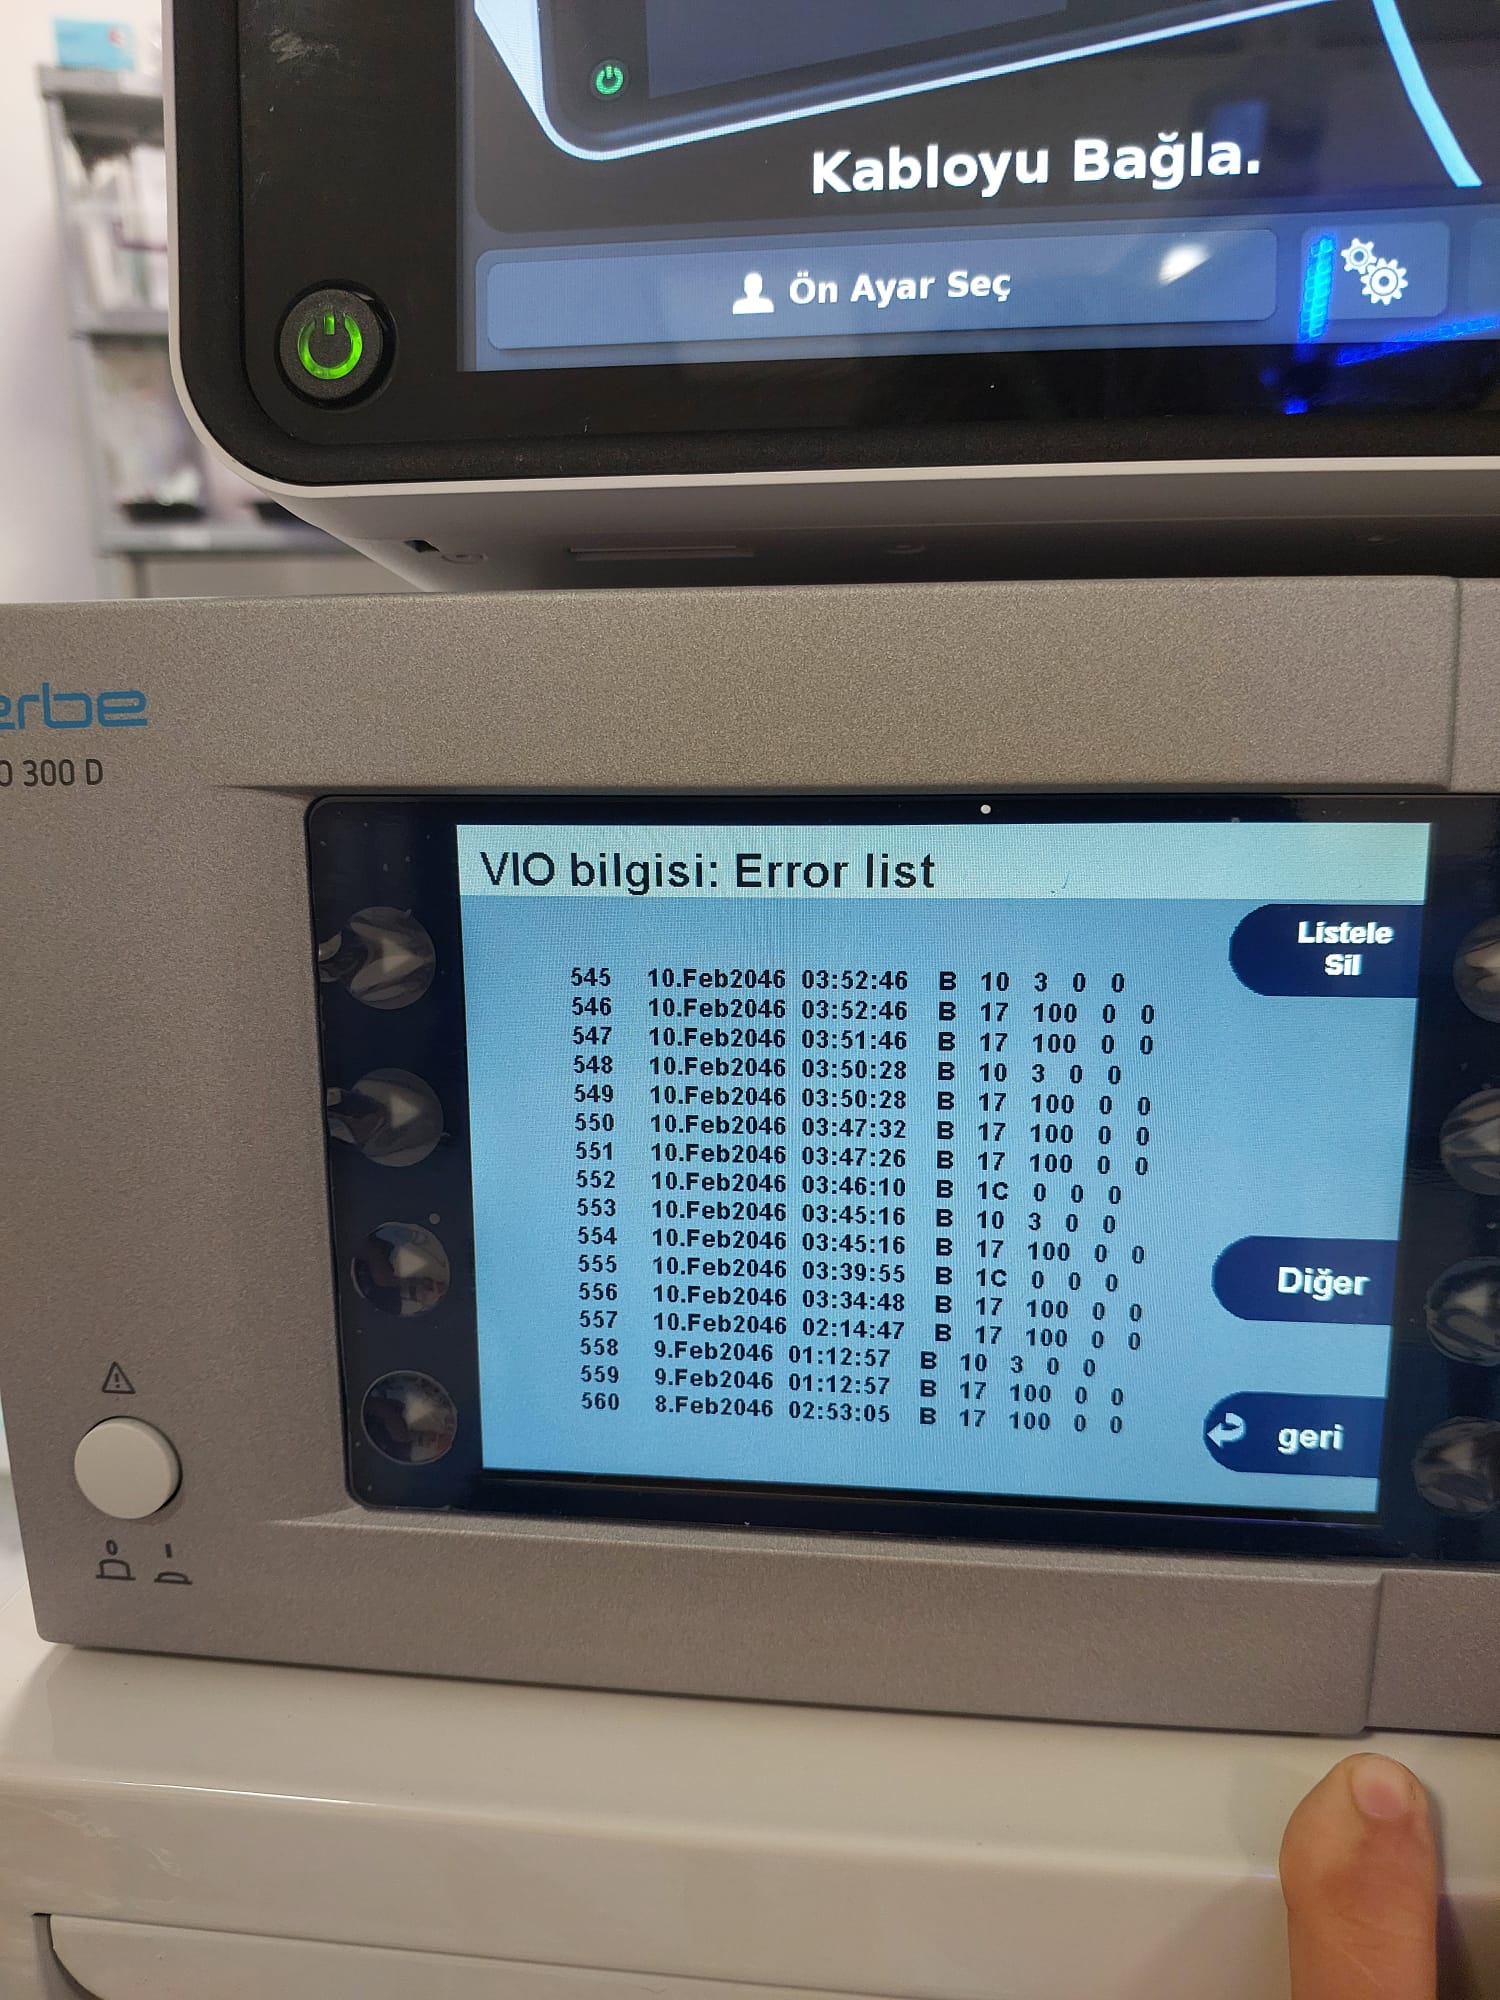 Kabloyu Bağla.
Ön Ayar Seç
erbe
O 300 D
VIO bilgisi: Error list
Listele
Sil
545 10.Feb2046 03:52:46 B 10 3 0 0
546 10.Feb2046 03:52:46 B 17 100 0 0
547 10.Feb2046 03:51:46 B 17 100 0 0
548 10.Feb2046 03:50:28 B 10 3 0 0
549 10.Feb2046 03:50:28 B 17 100 0 0
550 10.Feb2046 03:47:32 B 17 100 0 0
551 10.Feb2046 03:47:26 B 17 100 0 0
552 10.Feb2046 03:46:10 B 1C 0 0 0
553 10.Feb2046 03:45:16 B 10 3 0 0
554 10.Feb2046 03:45:16 B 17 100 0 0
555 10.Feb2046 03:39:55 B 1C 0 0 0
556 10.Feb2046 03:34:48 B 17 100 0 0
557 10.Feb2046 02:14:47 B 17 100 0 0
558 9.Feb2046 01:12:57 B 10 3 0 0
559 9.Feb2046 01:12:57 B 17 100 0 0
560 8.Feb2046 02:53:05 B 17 100 0 0
Diğer
geri